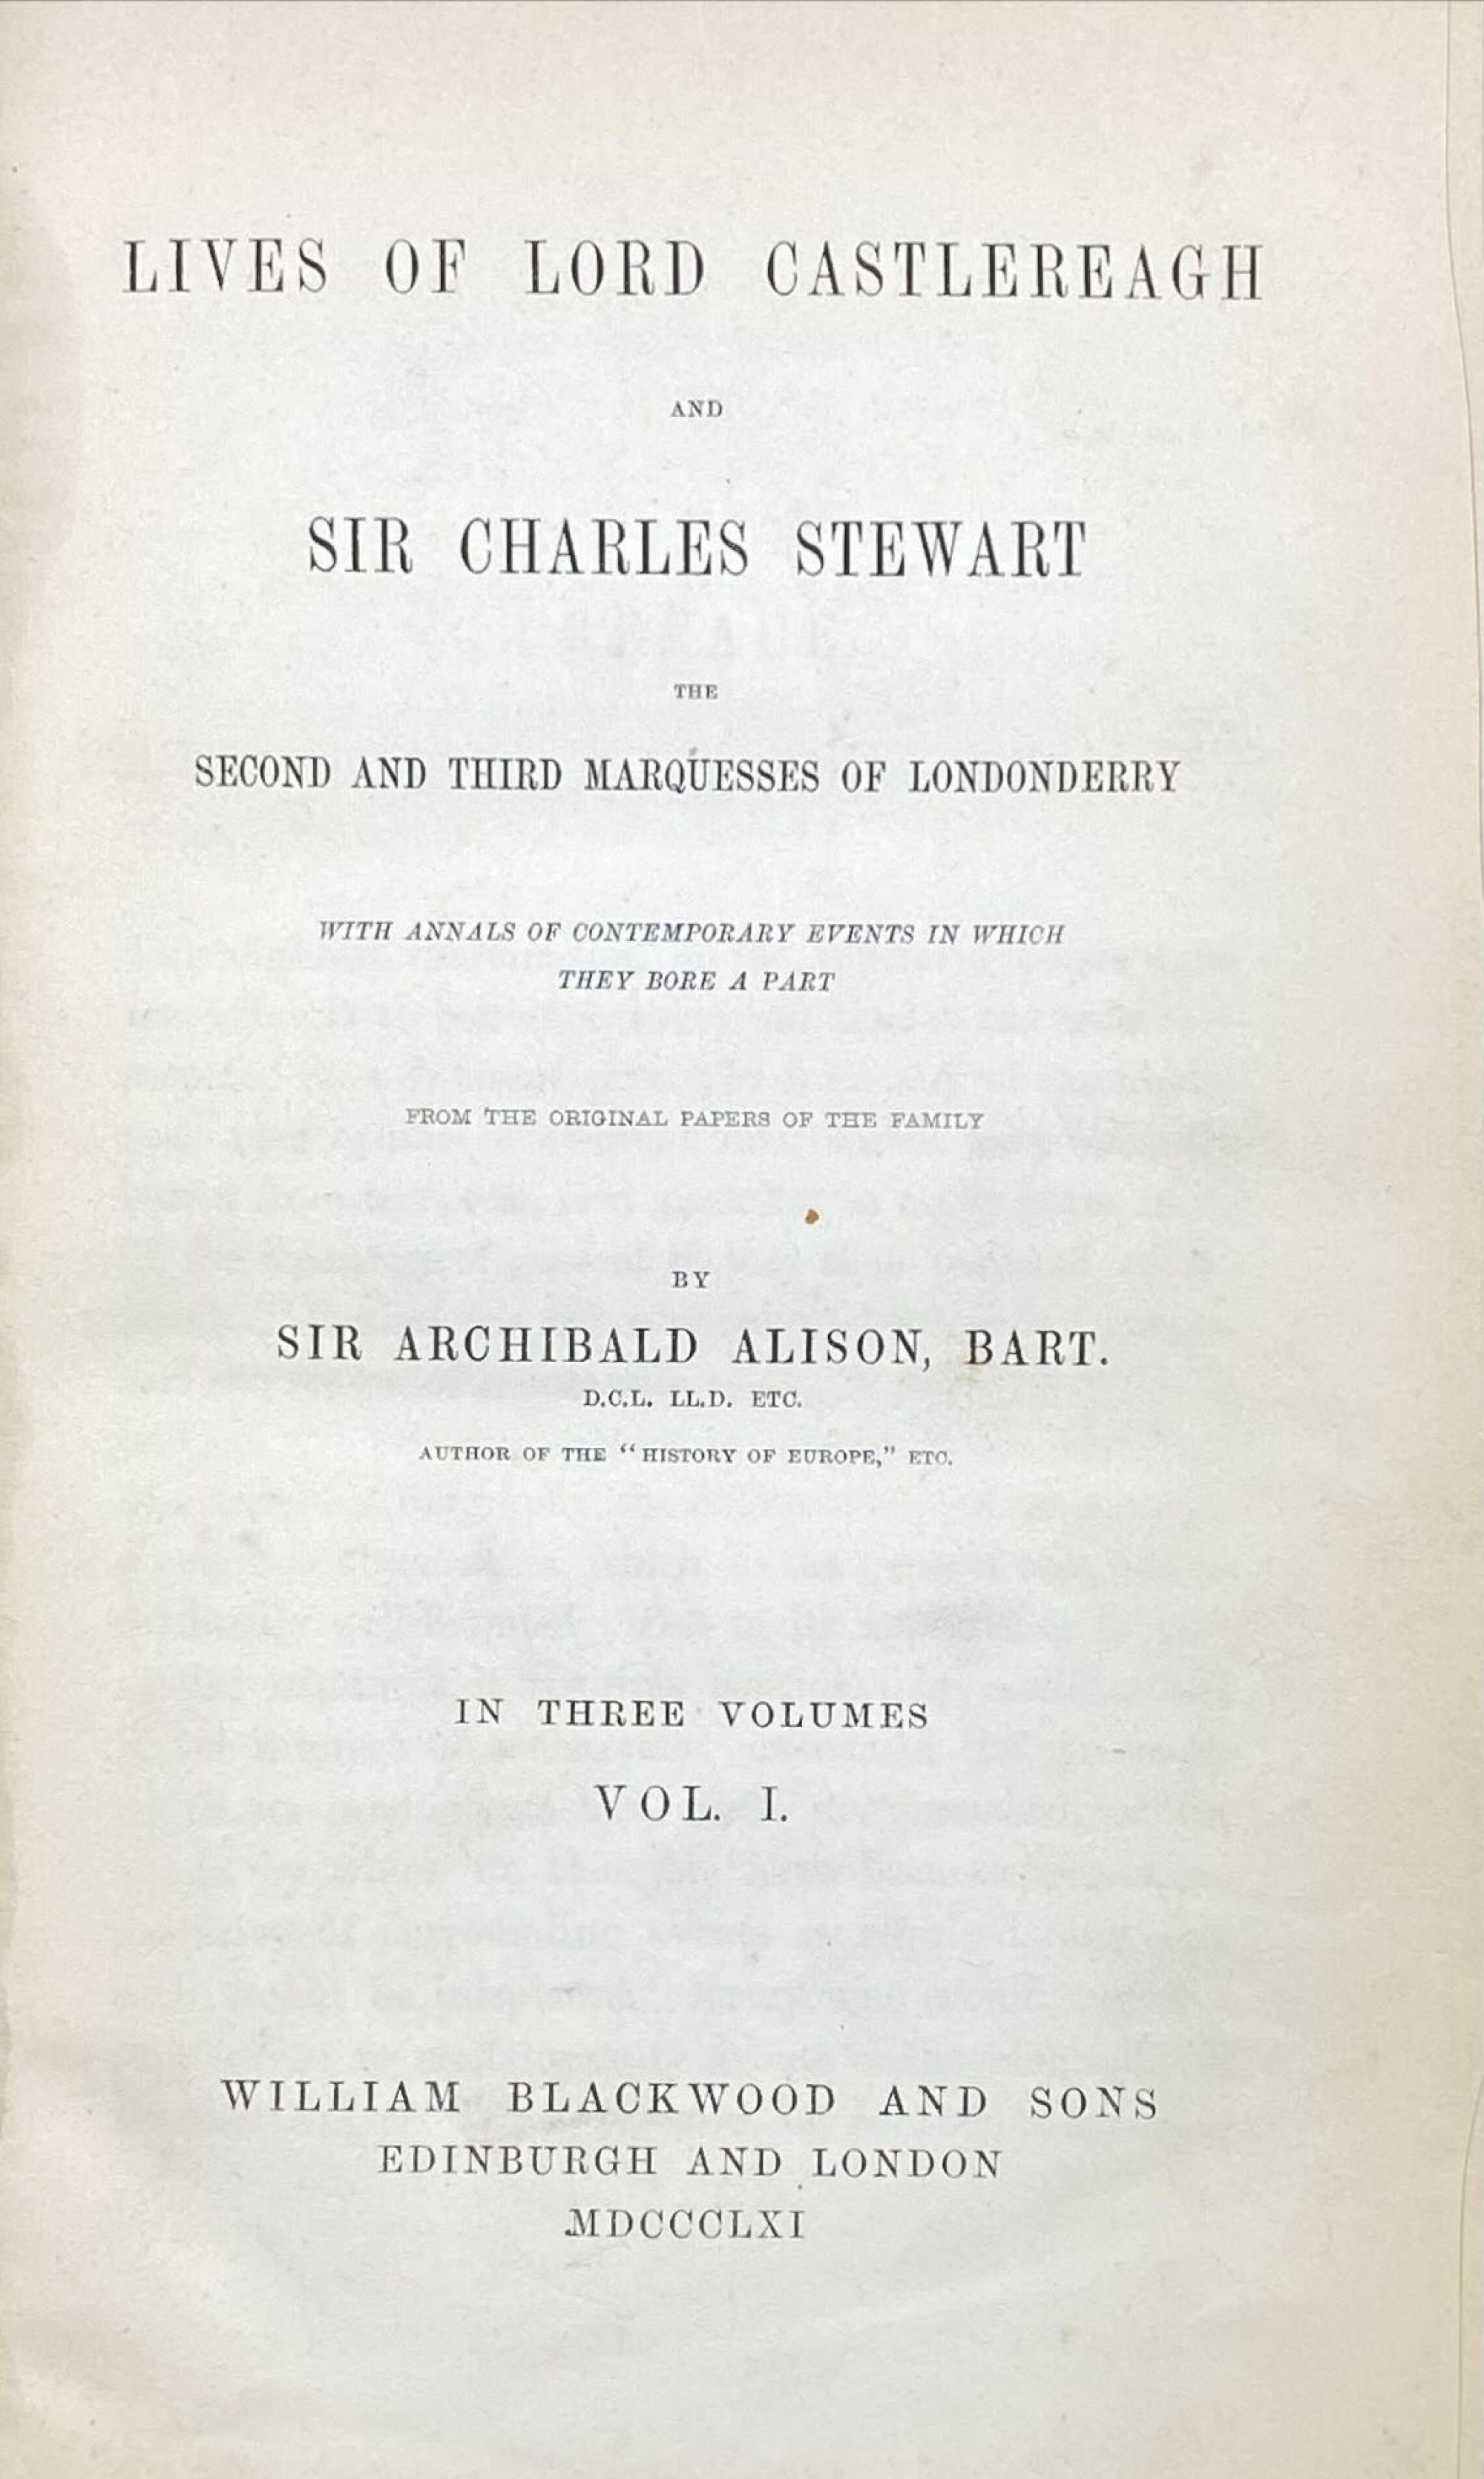 LIVES OF LORD CASTLEREAGH
AND
SIR CHARLES STEWART
THE
SECOND AND THIRD MARQUESSES OF LONDONDERRY
WITH ANNALS OF CONTEMPORARY EVENTS IN WHICH
THEY BORE A PART
FROM THE ORIGINAL PAPERS OF THE FAMILY
BY
SIR ARCHIBALD ALISON, BART.
D.C.L. LL.D. ETC.
AUTHOR OF THE “HISTORY OF EUROPE,” ETC.
IN THREE VOLUMES
VOL. I.
WILLIAM BLACKWOOD AND SONS
EDINBURGH AND LONDON
MDCCCLXI